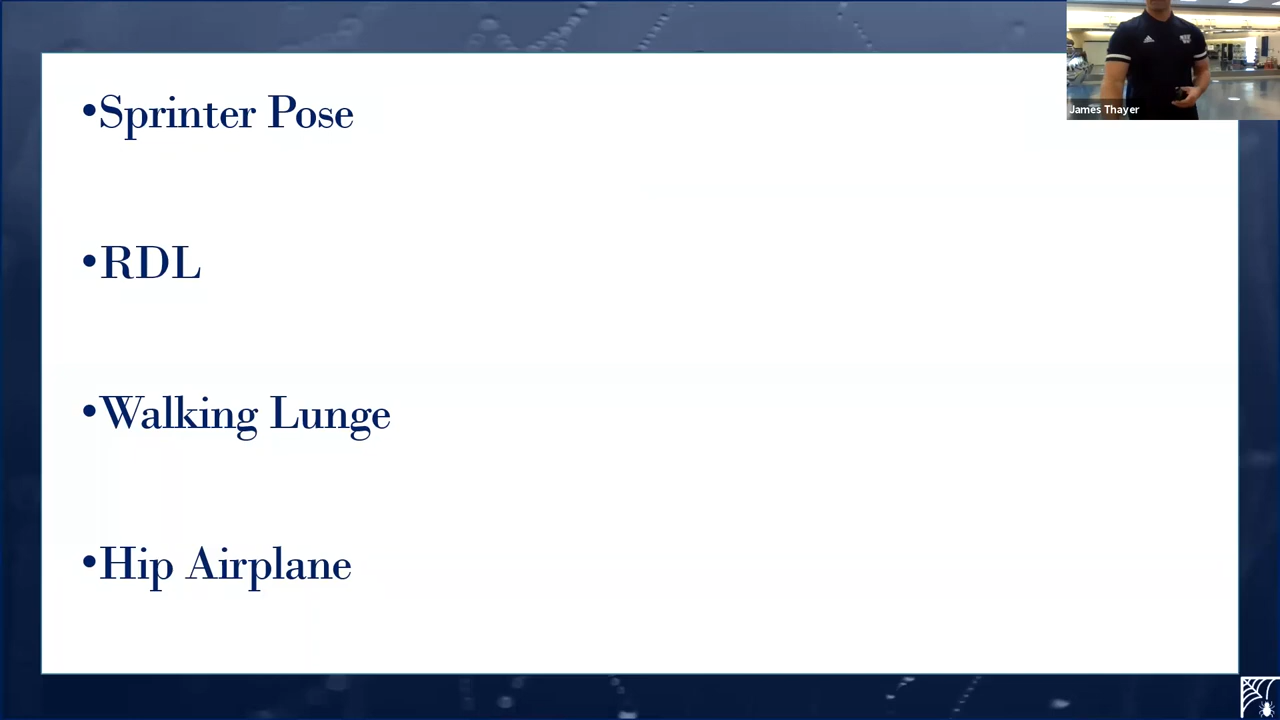 •Sprinter Pose
James Thayer
•RDL
•Walking Lunge
•Hip Airplane